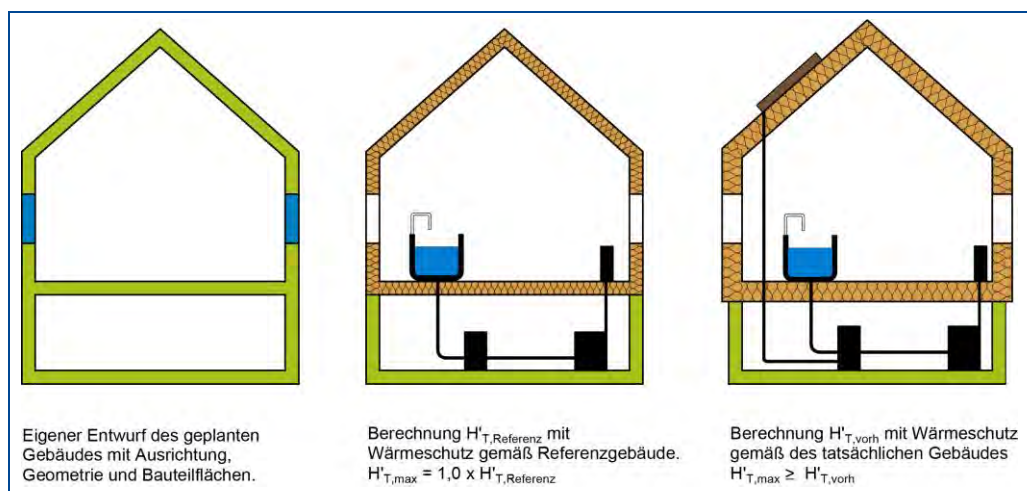 Eigener Entwurf des geplanten
Gebäudes mit Ausrichtung,
Geometrie und Bauteilflächen.
Berechnung H'T,Referenz mit
Wärmeschutz gemäß Referenzgebäude.
H'T,max = 1,0 x H'T,Referenz
Berechnung H'T,vorh mit Wärmeschutz
gemäß des tatsächlichen Gebäudes
H'T,max ≥ H'T,vorh